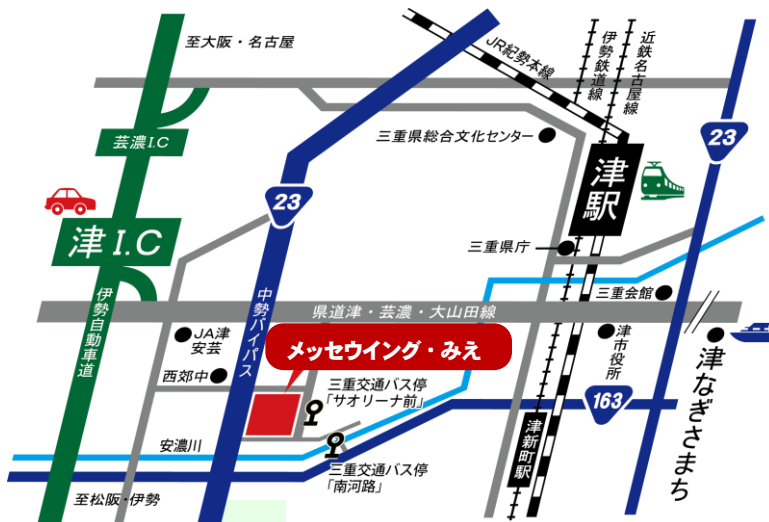 至大阪・名古屋
JR紀勢本線
伊勢鉄道線
近鉄名古屋線
芸濃I.C
三重県総合文化センター
23
津駅
23
津I.C
三重県庁
伊勢自動車道
中勢バイパス
三重会館
県道津・芸濃・大山田線
JA津
安芸
メッセウイング・みえ
津市役所
津なぎさまち
西郊中
三重交通バス停
「サオリーナ前」
163
安濃川
津新町駅
三重交通バス停
「南河路」
至松阪・伊勢